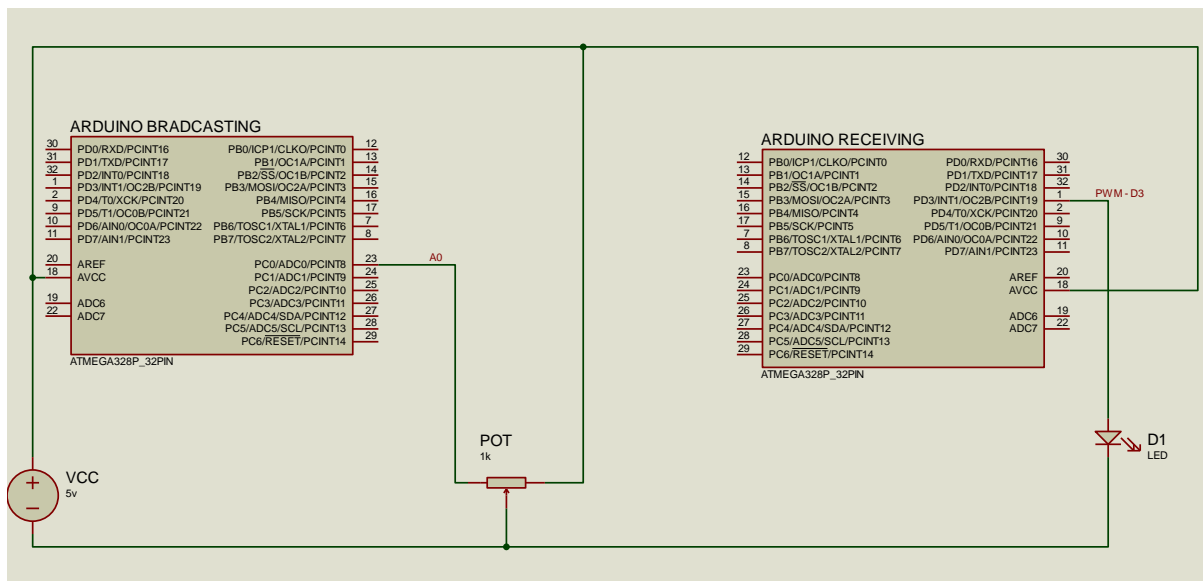 ARDUINO BRADCASTING
30 PD0/RXD/PCINT16 PB0/ICP1/CLKO/PCINT0 12
31 PD1/TXD/PCINT17 PB1/OC1A/PCINT1 13
32 PD2/INT0/PCINT18 PB2/SS/OC1B/PCINT2 14
1 PD3/INT1/OC2B/PCINT19 PB3/MOSI/OC2A/PCINT3 15
2 PD4/T0/XCK/PCINT20 PB4/MISO/PCINT4 16
9 PD5/T1/OC0B/PCINT21 PB5/SCK/PCINT5 17
10 PD6/AIN0/OC0A/PCINT22 PB6/TOSC1/XTAL1/PCINT6 7
11 PD7/AIN1/PCINT23 PB7/TOSC2/XTAL2/PCINT7 8
20 AREF PC0/ADC0/PCINT8 23 A0
18 AVCC PC1/ADC1/PCINT9 24
PC2/ADC2/PCINT10 25
19 ADC6 PC3/ADC3/PCINT11 26
22 ADC7 PC4/ADC4/SDA/PCINT12 27
PC5/ADC5/SCL/PCINT13 28
PC6/RESET/PCINT14 29
ATMEGA328P_32PIN
ARDUINO RECEIVING
12 PB0/ICP1/CLKO/PCINT0 PD0/RXD/PCINT16 30
13 PB1/OC1A/PCINT1 PD1/TXD/PCINT17 31
14 PB2/SS/OC1B/PCINT2 PD2/INT0/PCINT18 32
15 PB3/MOSI/OC2A/PCINT3 PD3/INT1/OC2B/PCINT19 1 PWM - D3
16 PB4/MISO/PCINT4 PD4/T0/XCK/PCINT20 2
17 PB5/SCK/PCINT5 PD5/T1/OC0B/PCINT21 9
7 PB6/TOSC1/XTAL1/PCINT6 PD6/AIN0/OC0A/PCINT22 10
8 PB7/TOSC2/XTAL2/PCINT7 PD7/AIN1/PCINT23 11
23 PC0/ADC0/PCINT8 AREF 20
24 PC1/ADC1/PCINT9 AVCC 18
25 PC2/ADC2/PCINT10
26 PC3/ADC3/PCINT11 ADC6 19
27 PC4/ADC4/SDA/PCINT12 ADC7 22
28 PC5/ADC5/SCL/PCINT13
29 PC6/RESET/PCINT14
ATMEGA328P_32PIN
POT
1k
D1
LED
VCC
5v